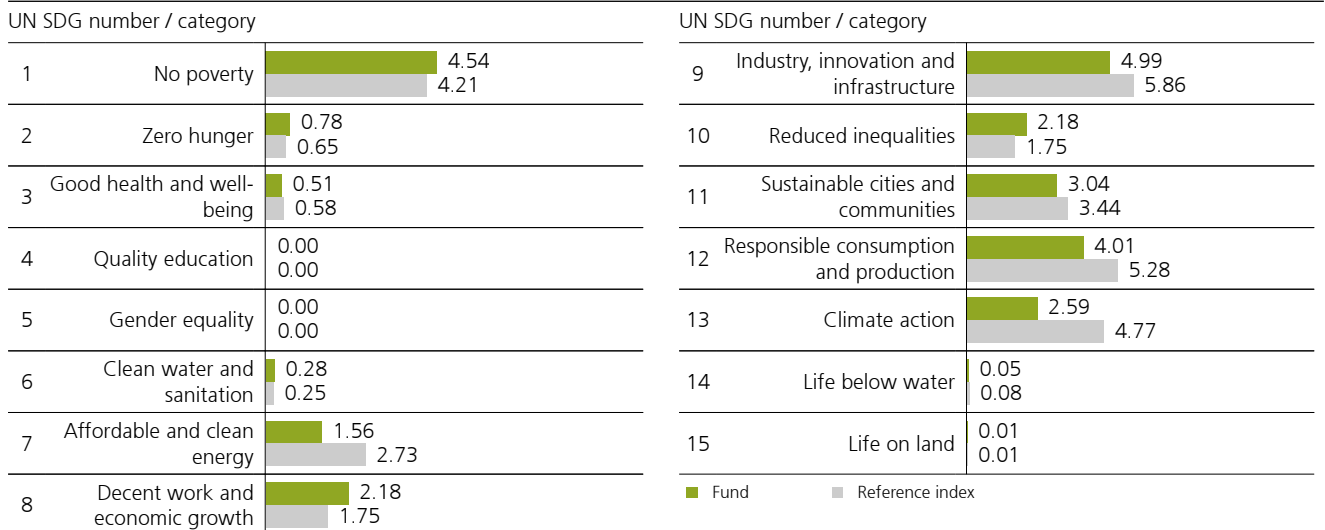 UN SDG number / category
1 No poverty 4.54
4.21
2 Zero hunger 0.78
0.65
3 Good health and well-
being 0.51
0.58
4 Quality education 0.00
0.00
5 Gender equality 0.00
0.00
6 Clean water and
sanitation 0.28
0.25
7 Affordable and clean
energy 1.56
2.73
8 Decent work and
economic growth 2.18
1.75
UN SDG number / category
9 Industry, innovation and
infrastructure 4.99
5.86
10 Reduced inequalities 2.18
1.75
11 Sustainable cities and
communities 3.04
3.44
12 Responsible consumption
and production 4.01
5.28
13 Climate action 2.59
4.77
14 Life below water 0.05
0.08
15 Life on land 0.01
0.01
Fund Reference index